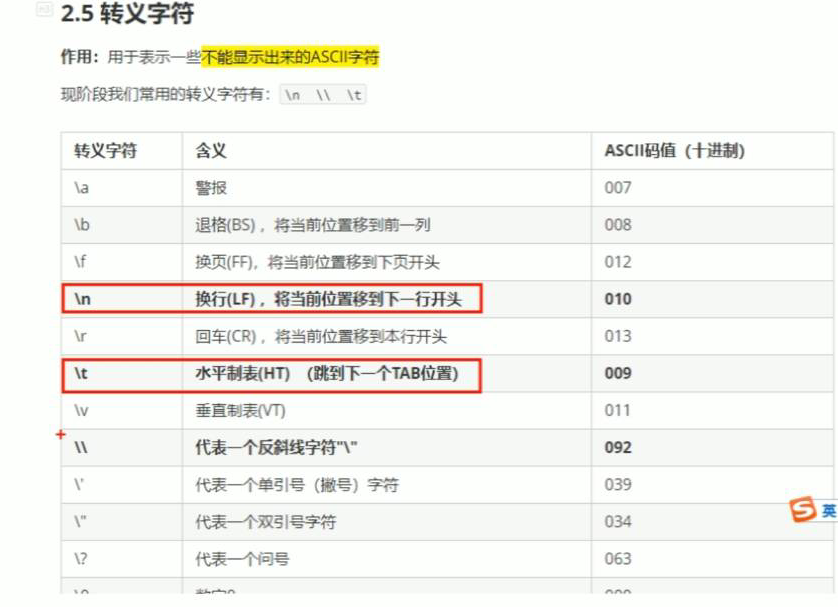 2.5 转义字符
作用：用于表示一些不能显示出来的ASCII字符
现阶段我们常用的转义字符有：\n \\ \t
转义字符 含义 ASCII码值（十进制）
\a 警报 007
\b 退格(BS) ，将当前位置移到前一列 008
\f 换页(FF)，将当前位置移到下页开头 012
\n 换行(LF) ，将当前位置移到下一行开头 010
\r 回车(CR) ，将当前位置移到本行开头 013
\t 水平制表(HT) （跳到下一个TAB位置） 009
\v 垂直制表(VT) 011
\\ 代表一个反斜线字符"\" 092
\' 代表一个单引号（撇号）字符 039
\" 代表一个双引号字符 034
\? 代表一个问号 063
英